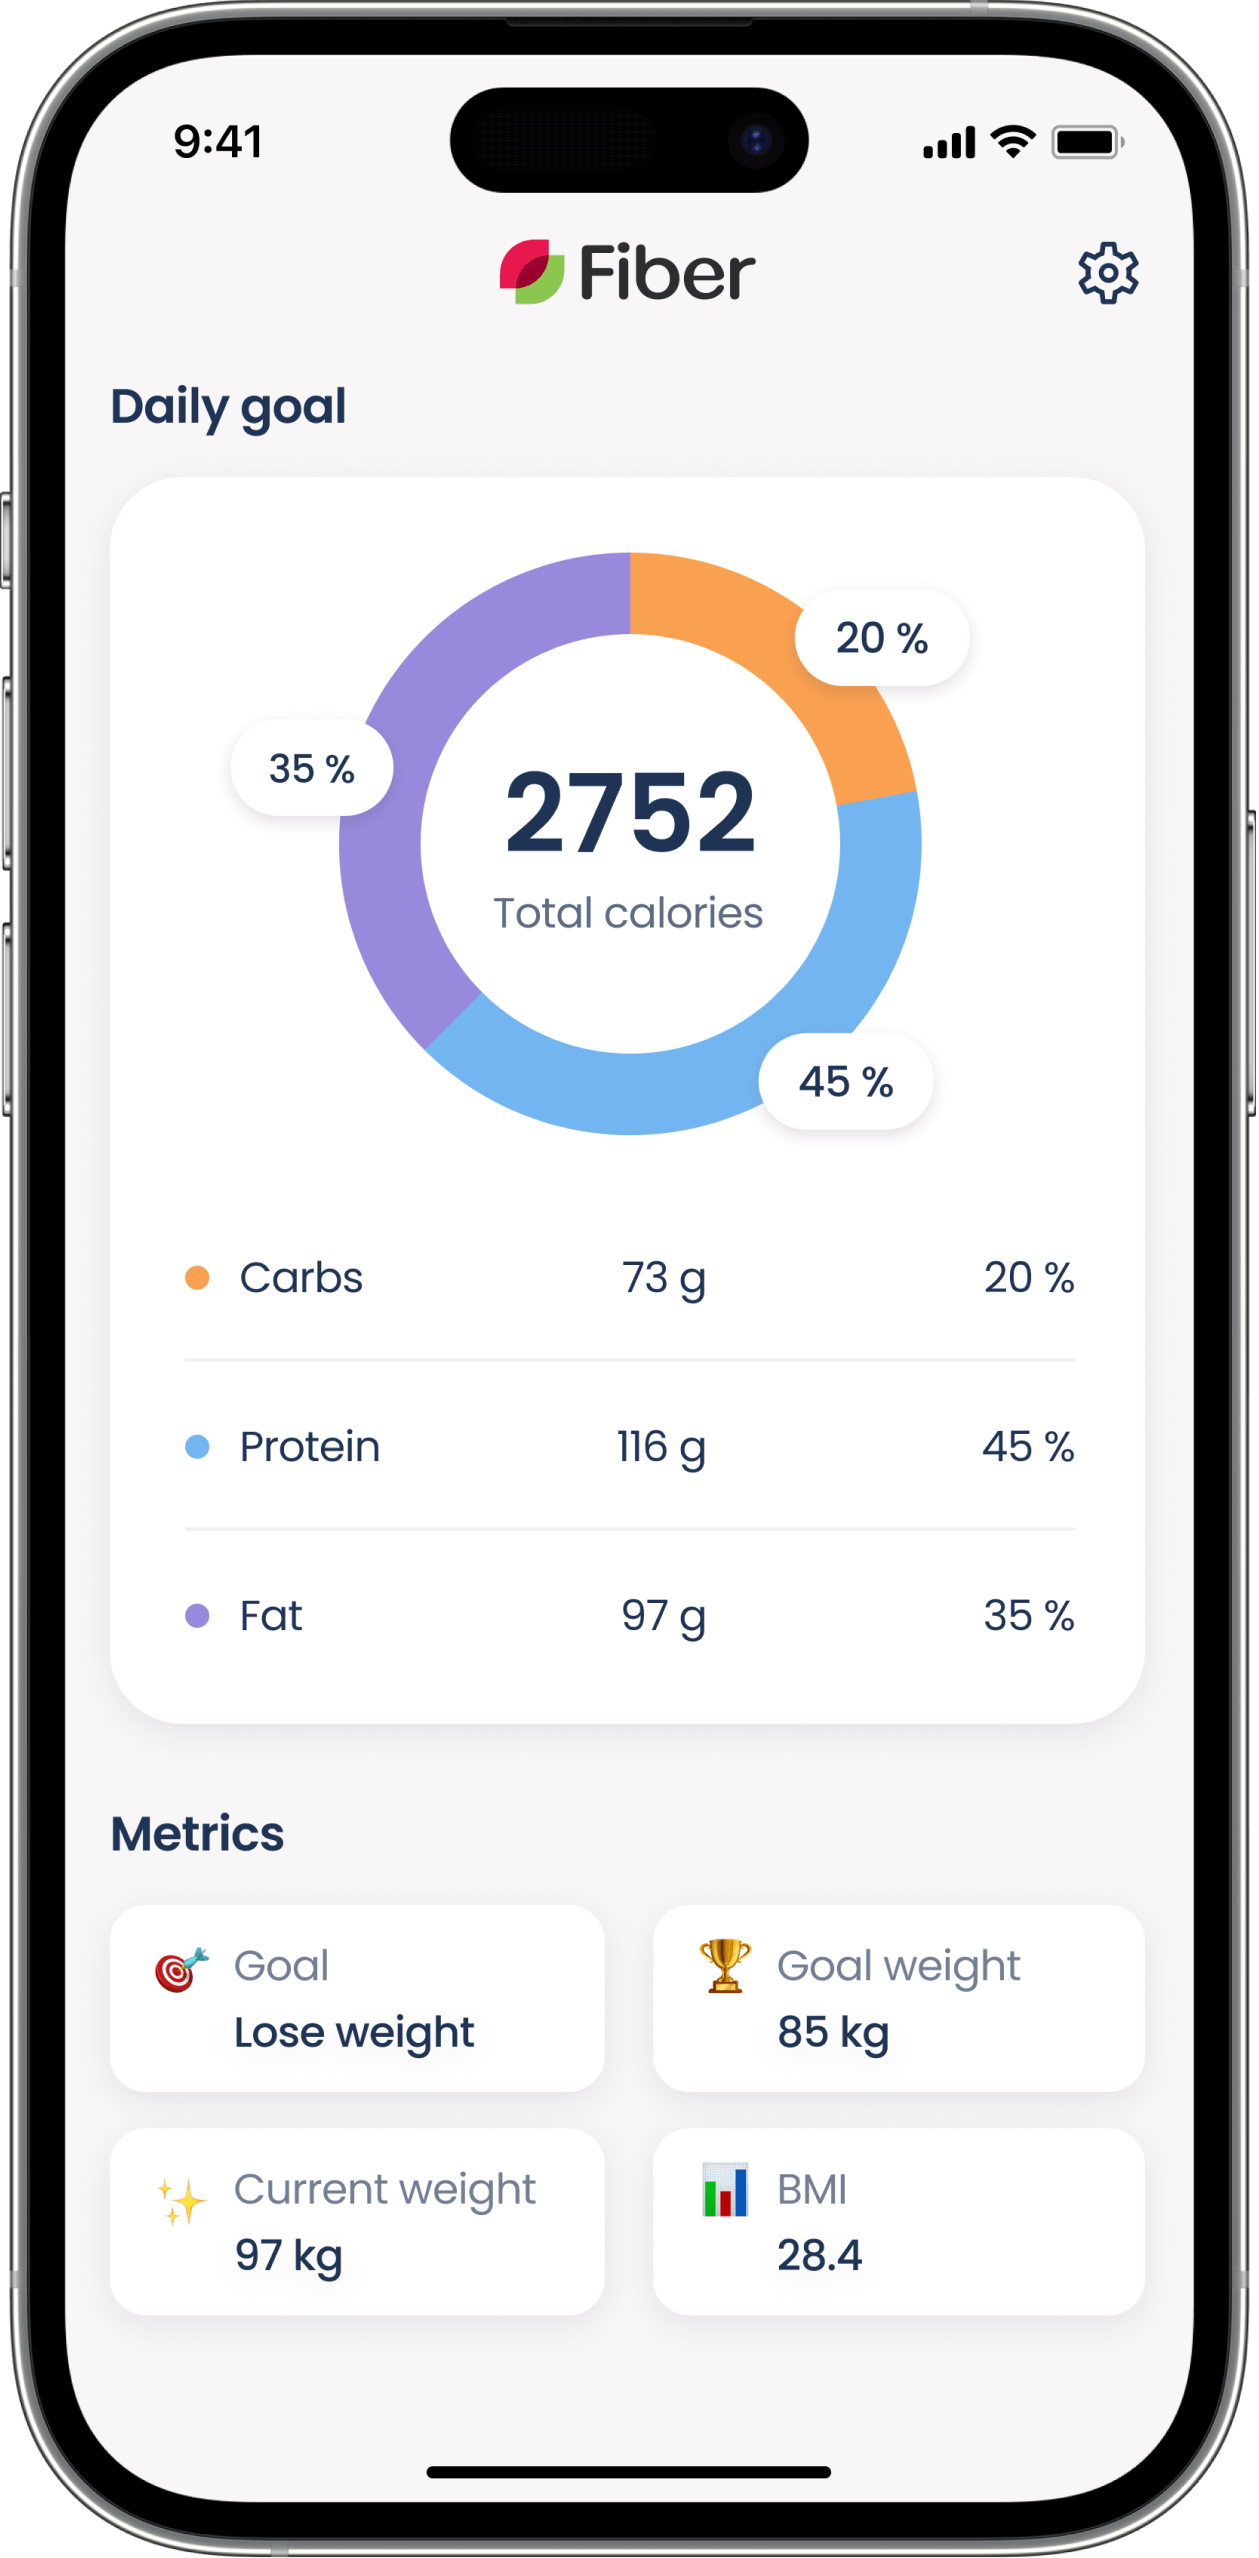 9:41
Fiber
Daily goal
20 %
35 %
2752
Total calories
45 %
Carbs 73 g 20 %
Protein 116 g 45 %
Fat 97 g 35 %
Metrics
Goal
Lose weight
Goal weight
85 kg
Current weight
97 kg
BMI
28.4